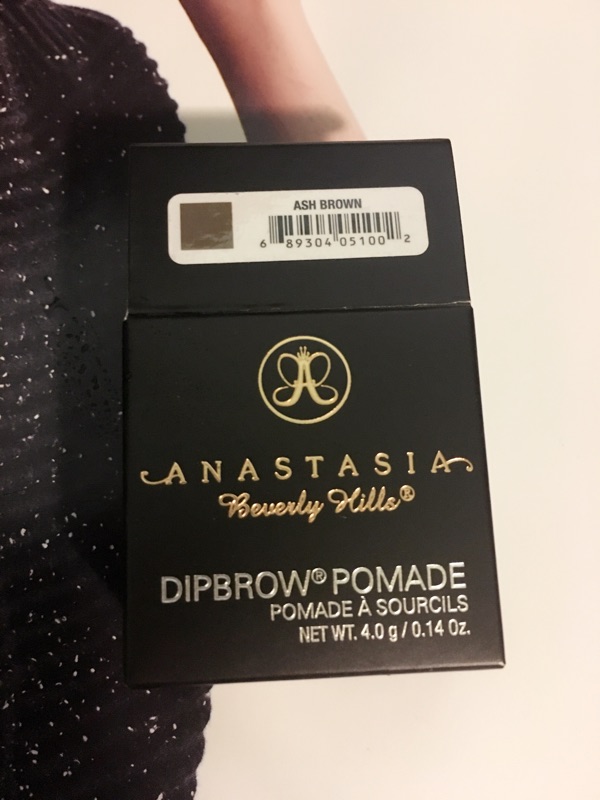 ASH BROWN
6 89304 05100 2
ANASTASIA
Beverly Hills®
DIPBROW® POMADE
POMADE À SOURCILS
NET WT. 4.0 g / 0.14 Oz.